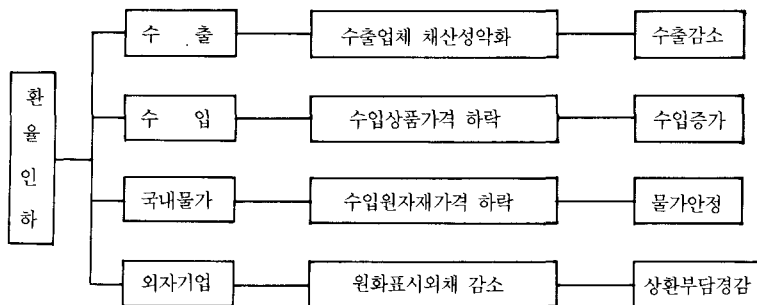 환율인하
수 출 수출업체 채산성악화 수출감소
수 입 수입상품가격 하락 수입증가
국내물가 수입원자재가격 하락 물가안정
외자기업 원화표시외채 감소 상환부담경감